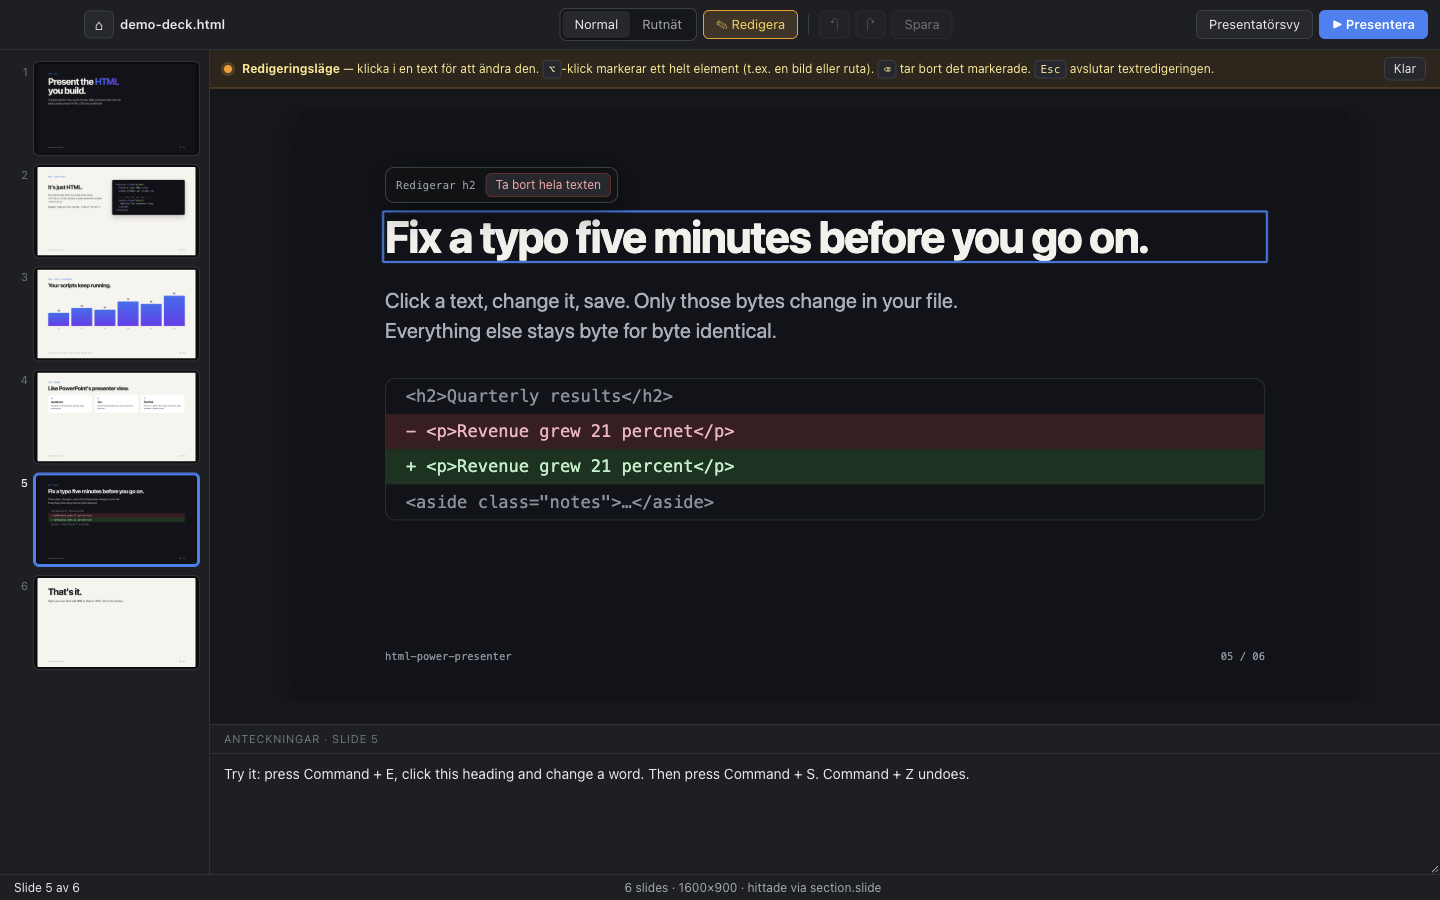 demo-deck.html
Normal
Rutnät
Redigera
Spara
Presentatörsvy
Presentera
Redigeringsläge — klicka i en text för att ändra den. ⌥-klick markerar ett helt element (t.ex. en bild eller ruta). ⌫ tar bort det markerade. Esc avslutar textredigeringen.
Klar
1
Present the HTML
you build.
2
It's just HTML.
3
Your scripts keep running.
4
Like PowerPoint's presenter view.
5
Fix a typo five minutes before you go on.
6
That's it.
Redigerar h2
Ta bort hela texten
Fix a typo five minutes before you go on.
Click a text, change it, save. Only those bytes change in your file.
Everything else stays byte for byte identical.
<h2>Quarterly results</h2>
− <p>Revenue grew 21 percnet</p>
+ <p>Revenue grew 21 percent</p>
<aside class="notes">…</aside>
html-power-presenter
05 / 06
ANTECKNINGAR · SLIDE 5
Try it: press Command + E, click this heading and change a word. Then press Command + S. Command + Z undoes.
Slide 5 av 6
6 slides · 1600×900 · hittade via section.slide